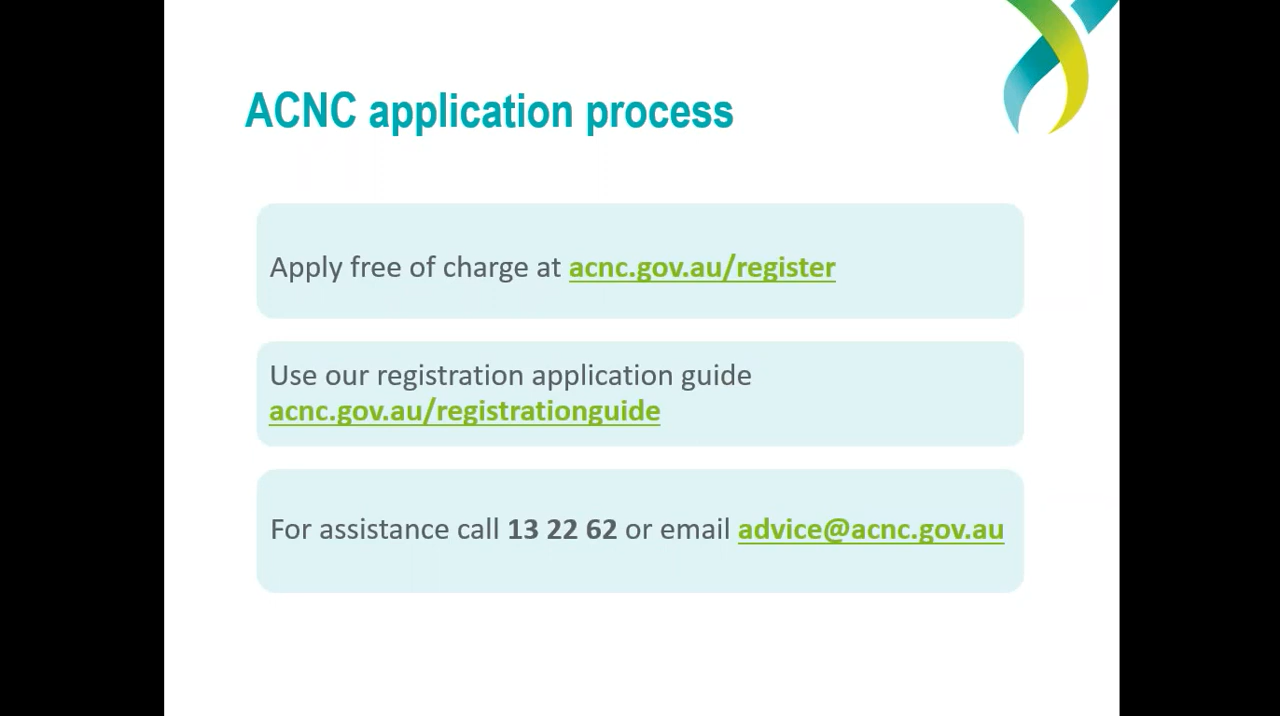 ACNC application process
Apply free of charge at acnc.gov.au/register
Use our registration application guide
acnc.gov.au/registrationguide
For assistance call 13 22 62 or email advice@acnc.gov.au